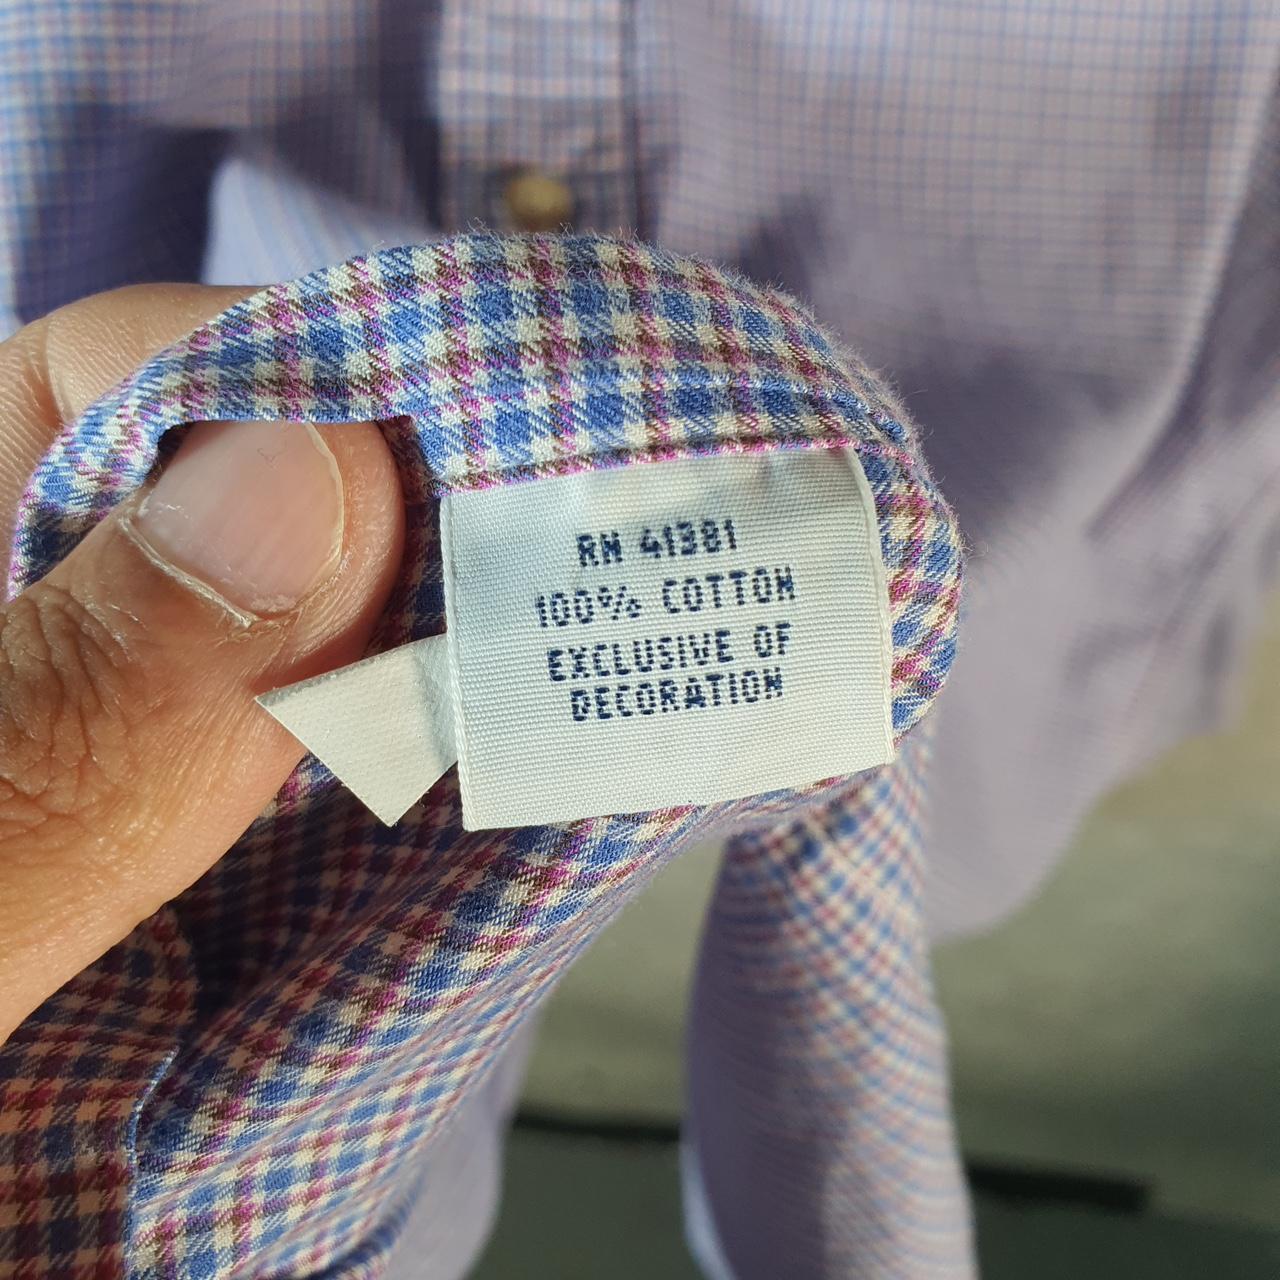 RN 41381
100% COTTON
EXCLUSIVE OF
DECORATION